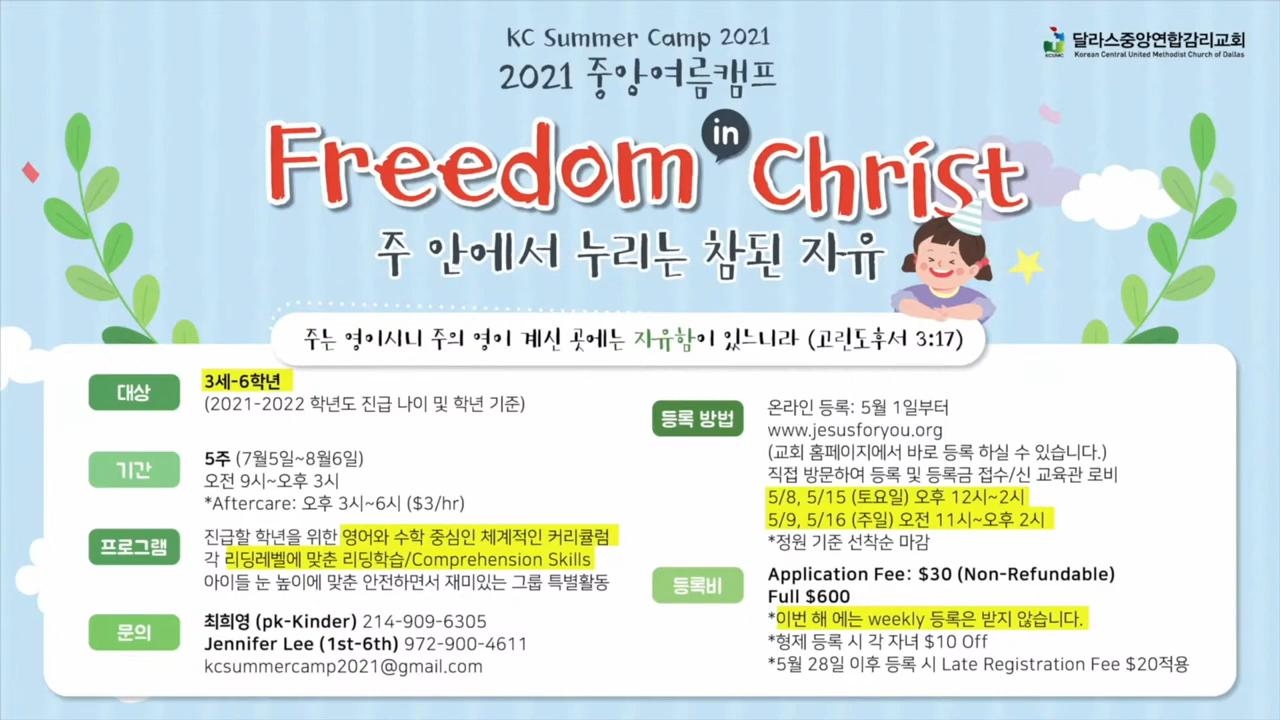 KC Summer Camp 2021
2021 중앙여름캠프
달라스중앙연합감리교회
Korean Central United Methodist Church of Dallas
KCUMC
Freedom in Christ
주 안에서 누리는 참된 자유
주는 영이시니 주의 영이 계신 곳에는 자유함이 있느니라 (고린도후서 3:17)
대상
3세-6학년
(2021-2022 학년도 진급 나이 및 학년 기준)
기간
5주 (7월5일~8월6일)
오전 9시~오후 3시
*Aftercare: 오후 3시~6시 ($3/hr)
프로그램
진급할 학년을 위한 영어와 수학 중심인 체계적인 커리큘럼
각 리딩레벨에 맞춘 리딩학습/Comprehension Skills
아이들 눈 높이에 맞춘 안전하면서 재미있는 그룹 특별활동
문의
최희영 (pk-Kinder) 214-909-6305
Jennifer Lee (1st-6th) 972-900-4611
kcsummercamp2021@gmail.com
등록 방법
온라인 등록: 5월 1일부터
www.jesusforyou.org
(교회 홈페이지에서 바로 등록 하실 수 있습니다.)
직접 방문하여 등록 및 등록금 접수/신 교육관 로비
5/8, 5/15 (토요일) 오후 12시~2시
5/9, 5/16 (주일) 오전 11시~오후 2시
*정원 기준 선착순 마감
등록비
Application Fee: $30 (Non-Refundable)
Full $600
*이번 해 에는 weekly 등록은 받지 않습니다.
*형제 등록 시 각 자녀 $10 Off
*5월 28일 이후 등록 시 Late Registration Fee $20적용